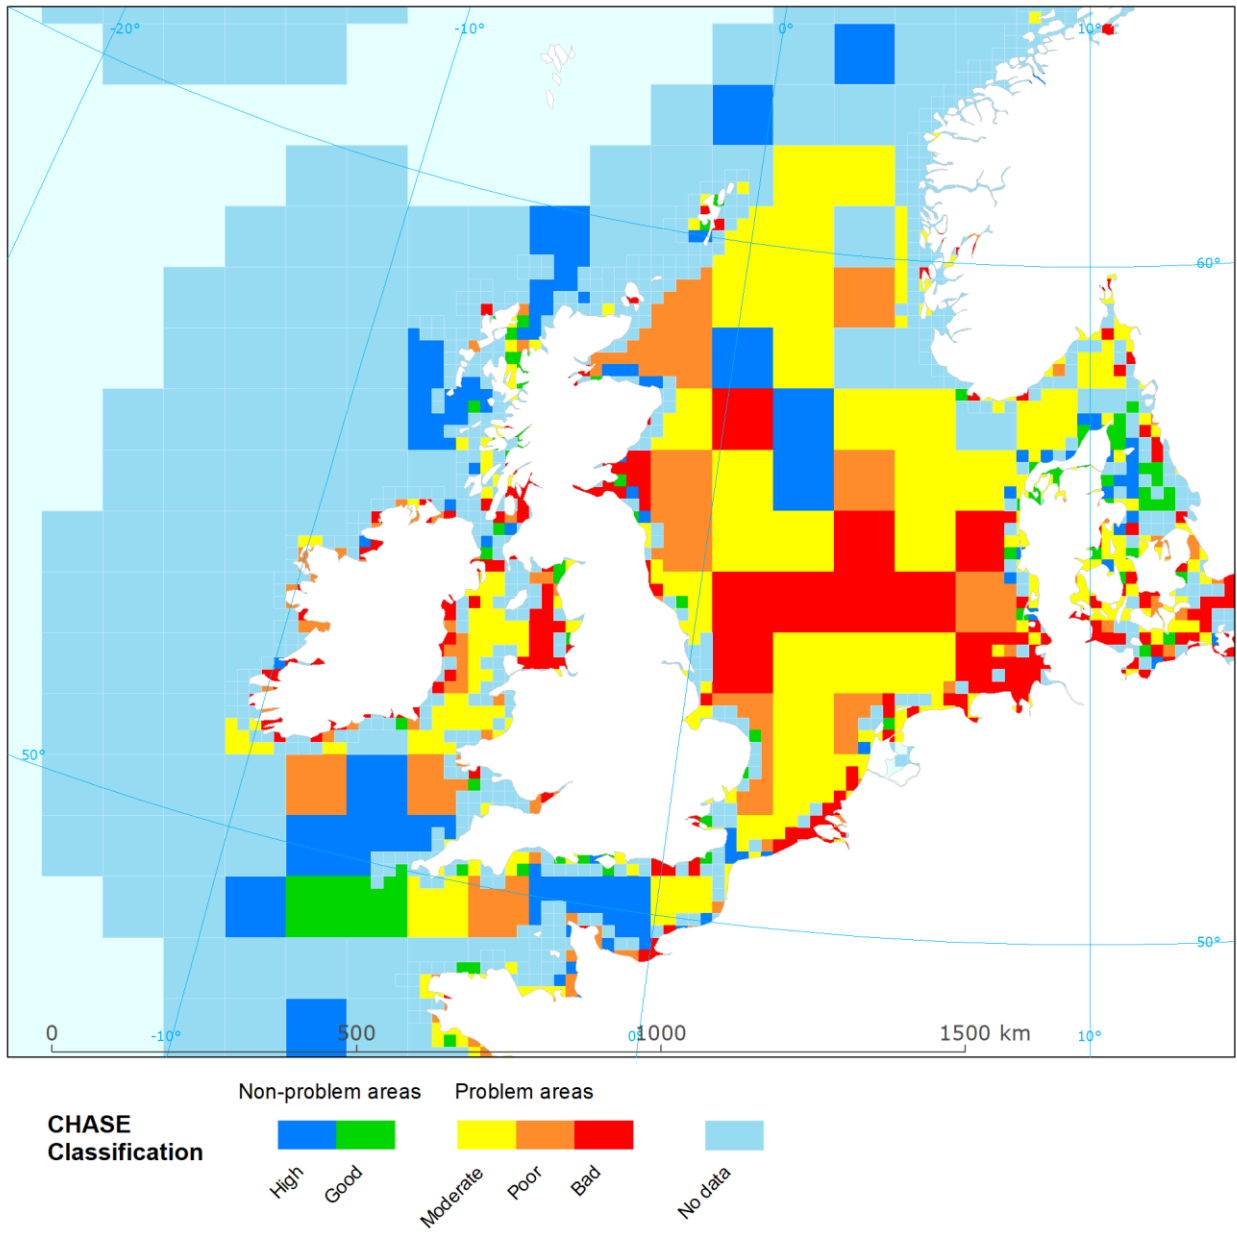 -20° -10° 0° 10°
60°
50° 50°
0 500 1000 1500 km
-10° 0° 10°
Non-problem areas Problem areas
CHASE
Classification
High Good Moderate Poor Bad No data